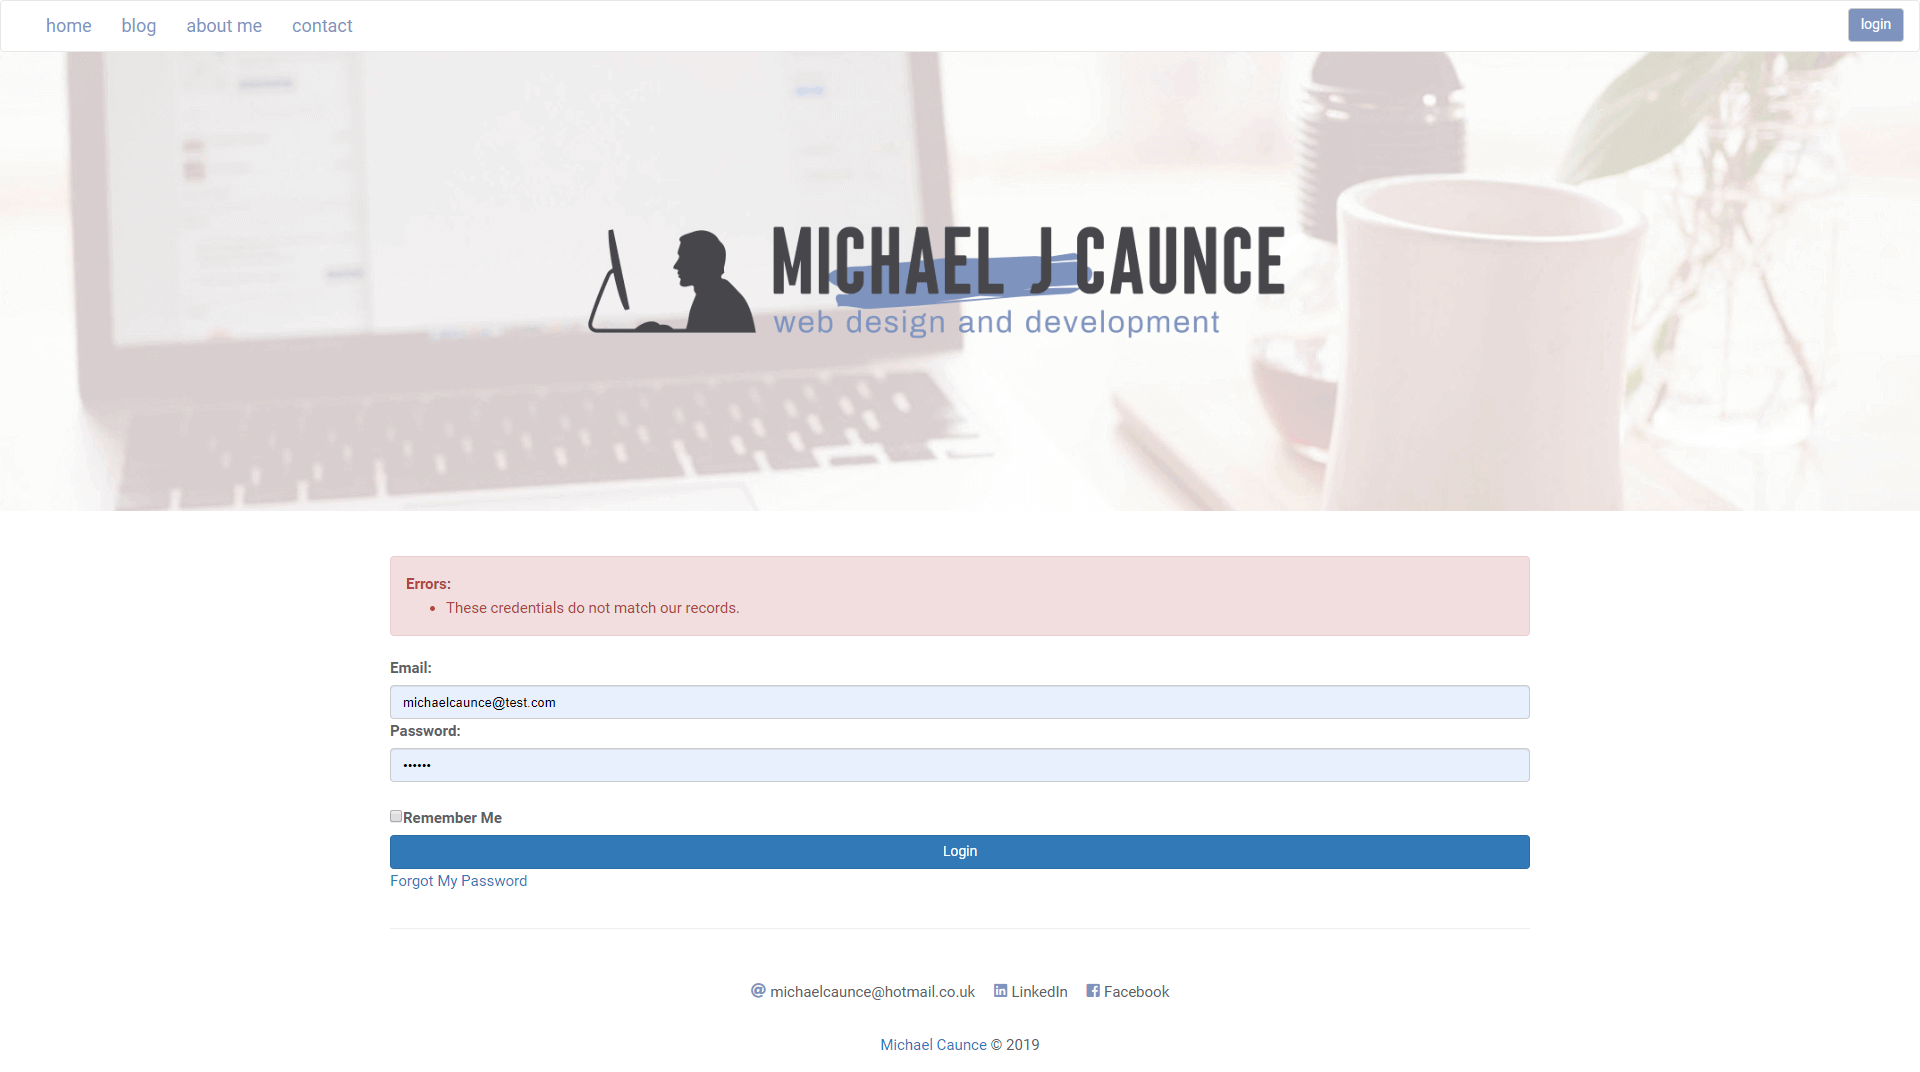 home blog about me contact login
MICHAEL J CAUNCE
web design and development
Errors:
These credentials do not match our records.
Email:
michaelcaunce@test.com
Password:
••••••
Remember Me
Login
Forgot My Password
michaelcaunce@hotmail.co.uk LinkedIn Facebook
Michael Caunce © 2019